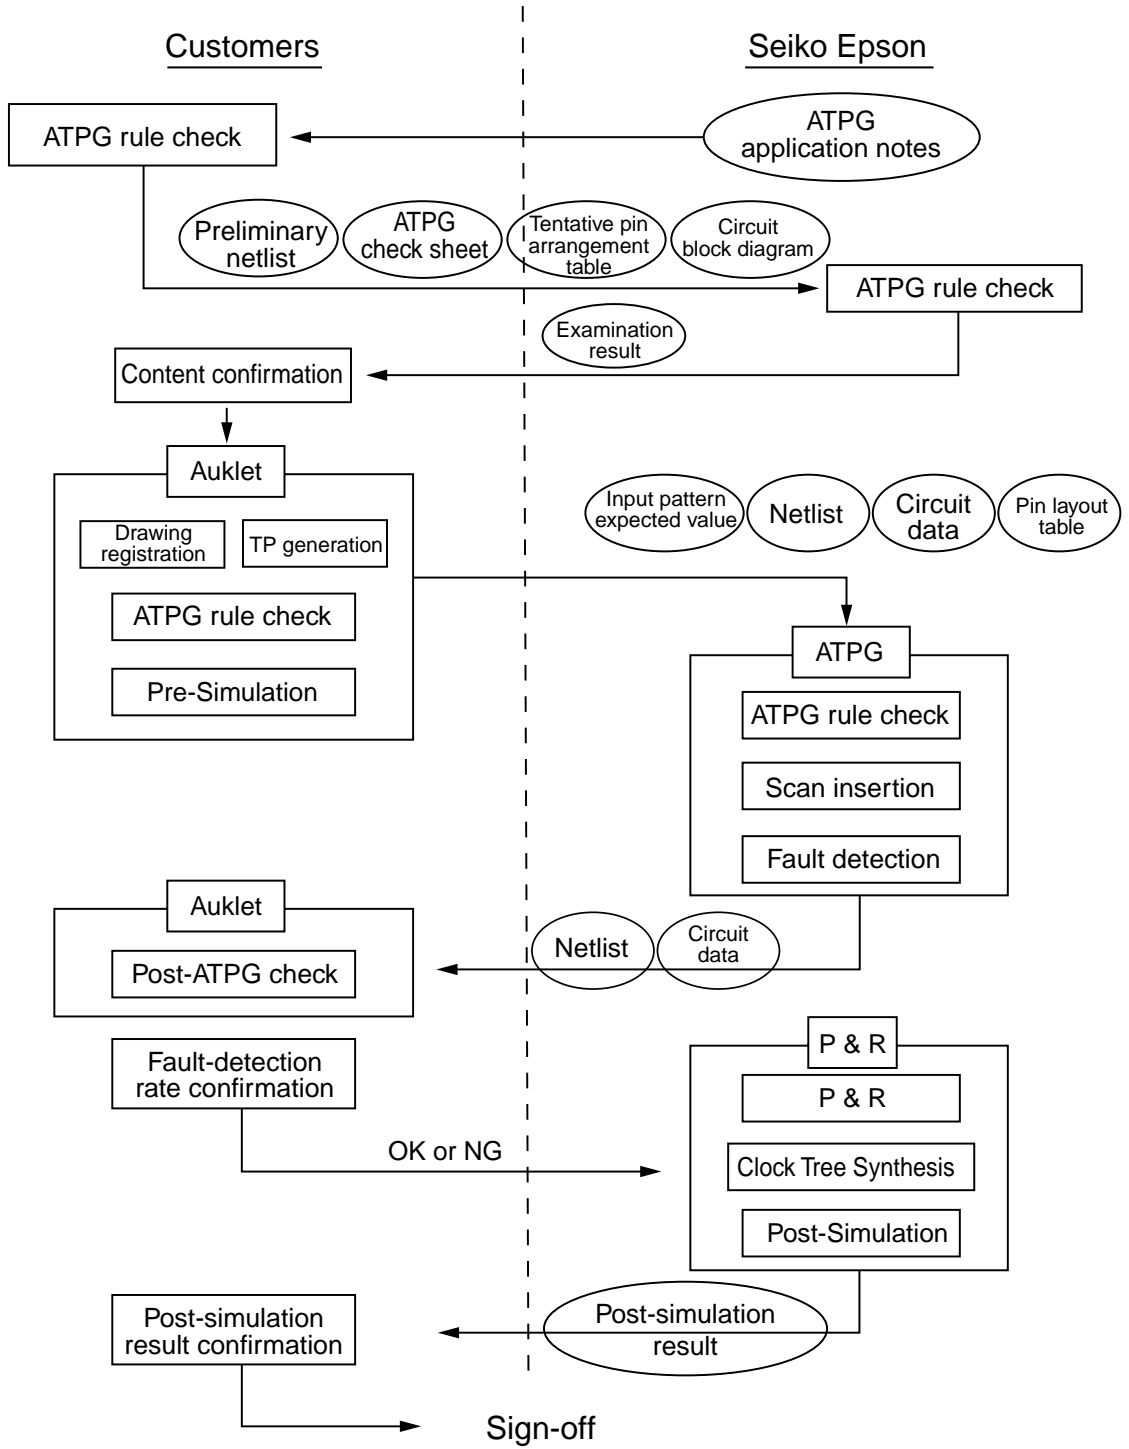 Customers
Seiko Epson
ATPG rule check
ATPG
application notes
Preliminary
netlist
ATPG
check sheet
Tentative pin
arrangement
table
Circuit
block diagram
ATPG rule check
Examination
result
Content confirmation
Auklet
Drawing
registration
TP generation
ATPG rule check
Pre-Simulation
Input pattern
expected value
Netlist
Circuit
data
Pin layout
table
ATPG
ATPG rule check
Scan insertion
Fault detection
Auklet
Post-ATPG check
Netlist
Circuit
data
Fault-detection
rate confirmation
OK or NG
P & R
P & R
Clock Tree Synthesis
Post-Simulation
Post-simulation
result
Post-simulation
result confirmation
Sign-off